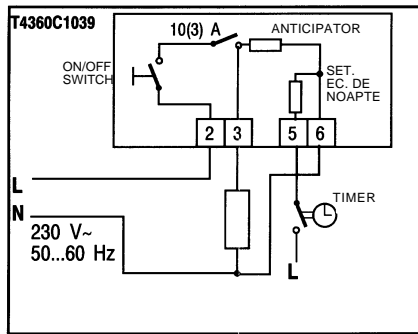 T4360C1039
10(3) A
ANTICIPATOR
ON/OFF
SWITCH
SET.
EC. DE
NOAPTE
2 3 5 6
L
N
TIMER
230 V~
50...60 Hz
L